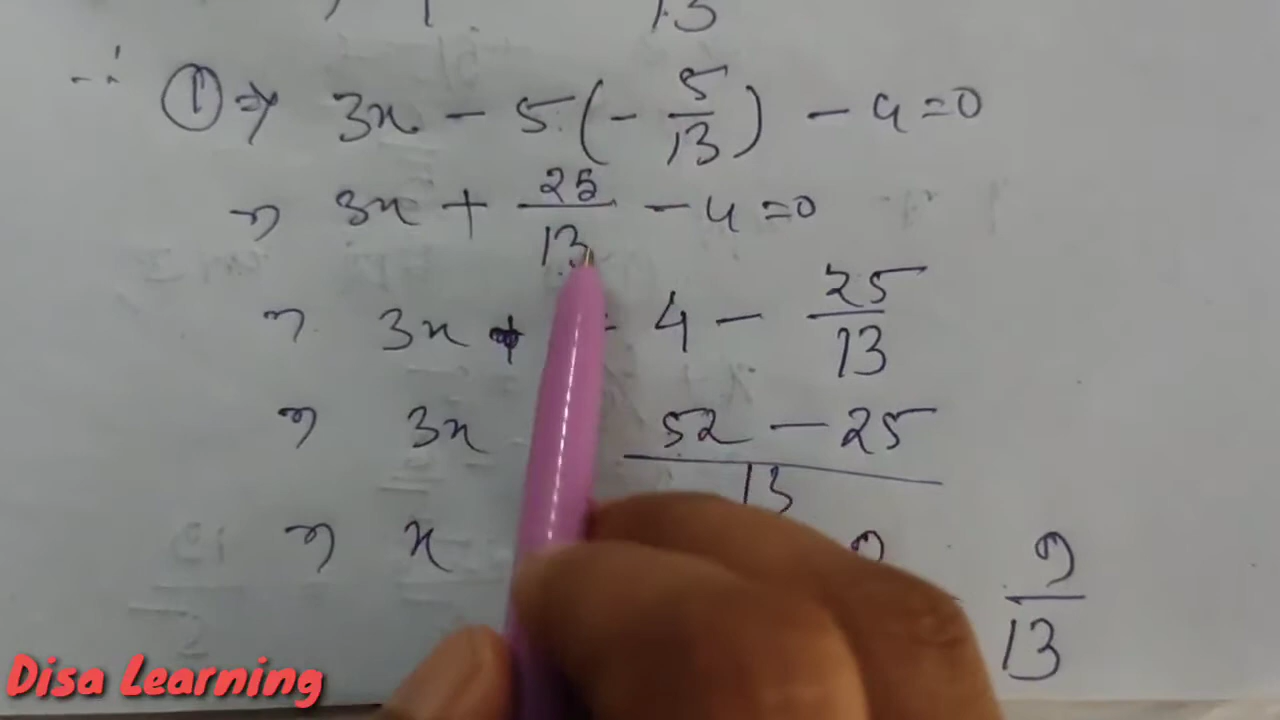 13
∴ ① ⇒ 3x - 5(-5/13) - 4 = 0
⇒ 3x + 25/13 - 4 = 0
⇒ 3x = 4 - 25/13
⇒ 3x 52 - 25/13
⇒ x 9/13
Disa Learning